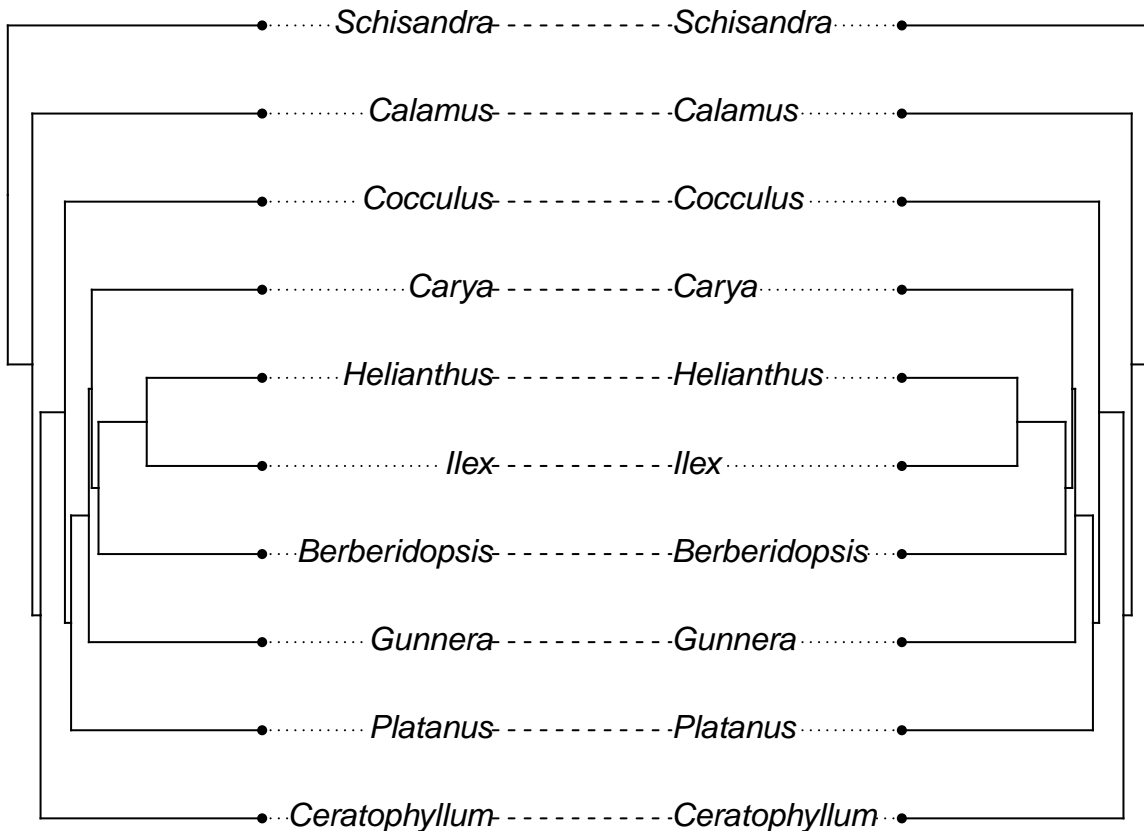 Schisandra Schisandra
Calamus Calamus
Cocculus Cocculus
Carya Carya
Helianthus Helianthus
Ilex Ilex
Berberidopsis Berberidopsis
Gunnera Gunnera
Platanus Platanus
Ceratophyllum Ceratophyllum